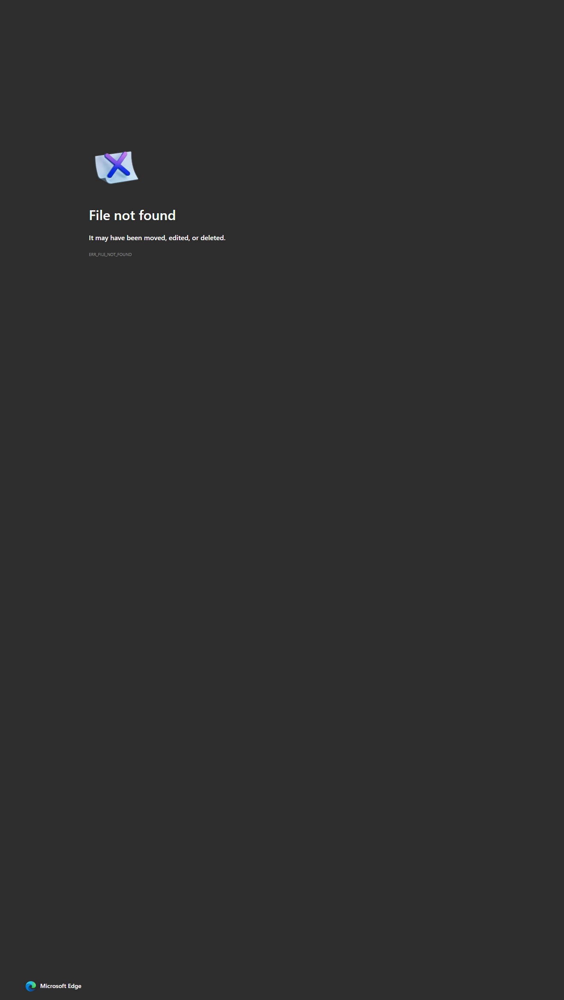 File not found
It may have been moved, edited, or deleted.
ERR_FILE_NOT_FOUND
Microsoft Edge